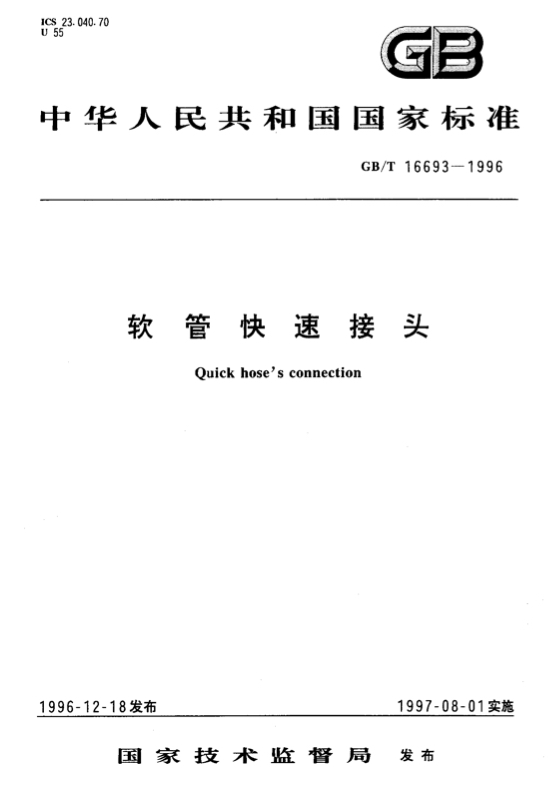 ICS 23.040.70
U 55
GB
中华人民共和国国家标准
GB/T 16693—1996
软管快速接头
Quick hose's connection
1996-12-18发布
1997-08-01实施
国家技术监督局 发布